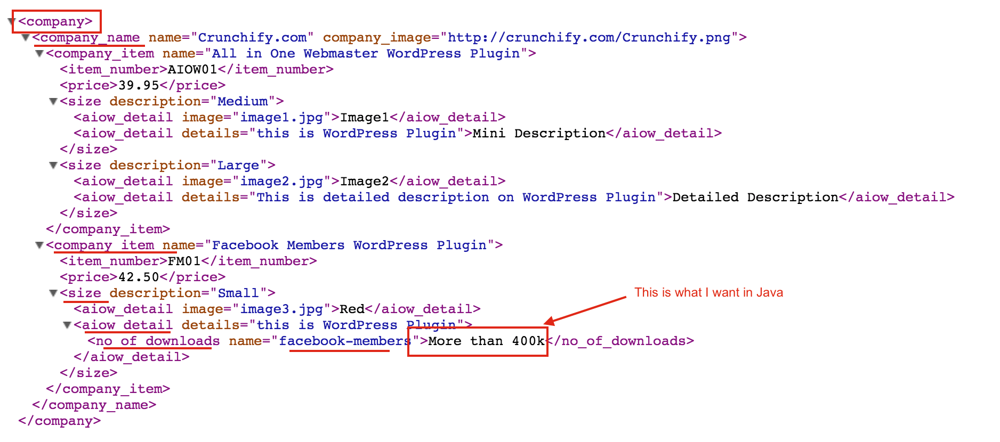 <company>
<company_name name="Crunchify.com" company_image="http://crunchify.com/Crunchify.png">
<company_item name="All in One Webmaster WordPress Plugin">
<item_number>AIOW01</item_number>
<price>39.95</price>
<size description="Medium">
<aiow_detail image="image1.jpg">Image1</aiow_detail>
<aiow_detail details="this is WordPress Plugin">Mini Description</aiow_detail>
</size>
<size description="Large">
<aiow_detail image="image2.jpg">Image2</aiow_detail>
<aiow_detail details="This is detailed description on WordPress Plugin">Detailed Description</aiow_detail>
</size>
</company_item>
<company_item name="Facebook Members WordPress Plugin">
<item_number>FM01</item_number>
<price>42.50</price>
<size description="Small">
This is what I want in Java
<aiow_detail image="image3.jpg">Red</aiow_detail>
<aiow_detail details="this is WordPress Plugin">
<no_of_downloads name="facebook-members">More than 400k</no_of_downloads>
</aiow_detail>
</size>
</company_item>
</company_name>
</company>